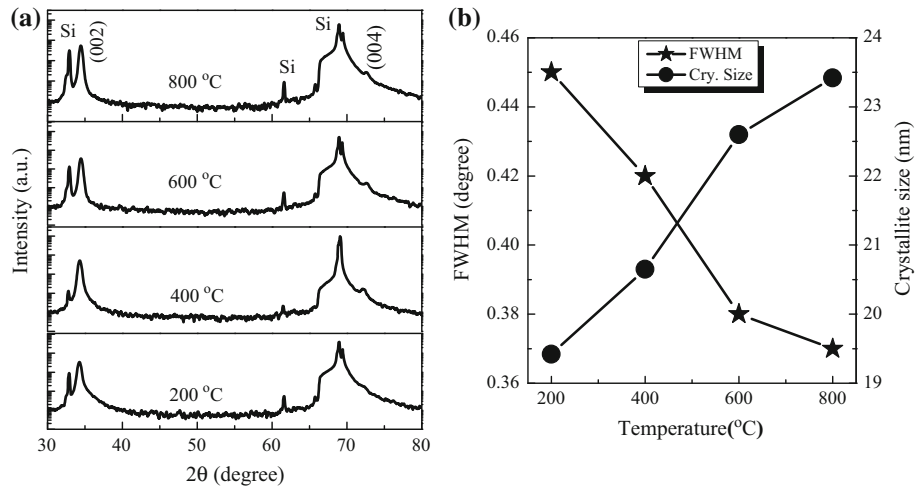 (a)
Si
(002)
Si
Si
(004)
800 °C
600 °C
400 °C
200 °C
Intensity (a.u.)
30 40 50 60 70 80
2θ (degree)
(b)
FWHM
Cry. Size
0.46
0.44
0.42
0.40
0.38
0.36
FWHM (degree)
24
23
22
21
20
19
Crystallite size (nm)
200 400 600 800
Temperature(°C)